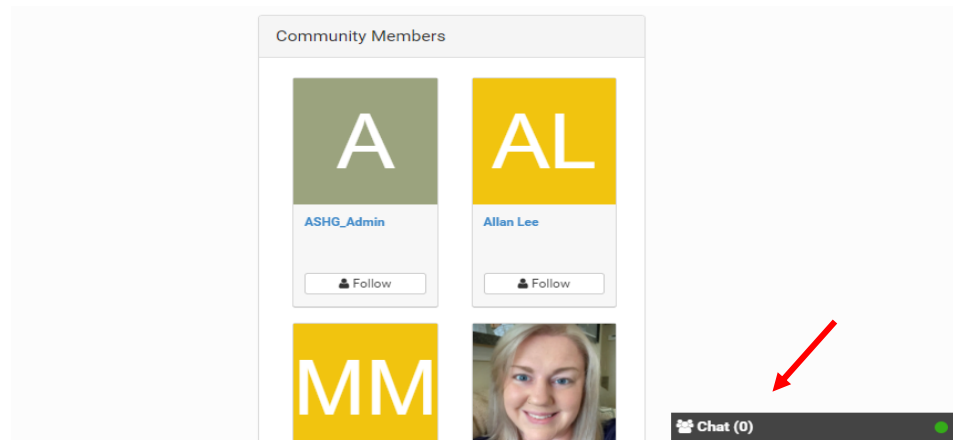 Community Members
A
AL
ASHG_Admin
Allan Lee
Follow
Follow
MM
Chat (0)